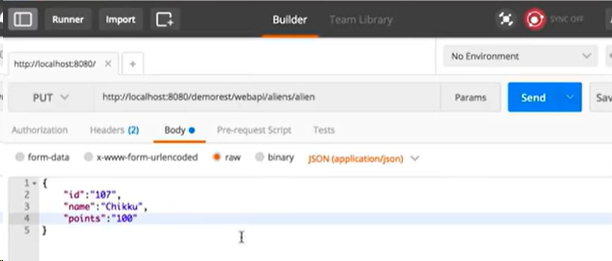 Runner Import Builder Team Library SYNC OFF
No Environment
http://localhost:8080/
PUT http://localhost:8080/demorest/webapi/aliens/alien Params Send Sav
Authorization Headers (2) Body Pre-request Script Tests
form-data x-www-form-urlencoded raw binary JSON (application/json)
1 {
2 "id":"107",
3 "name":"Chikku",
4 "points":"100"
5 }